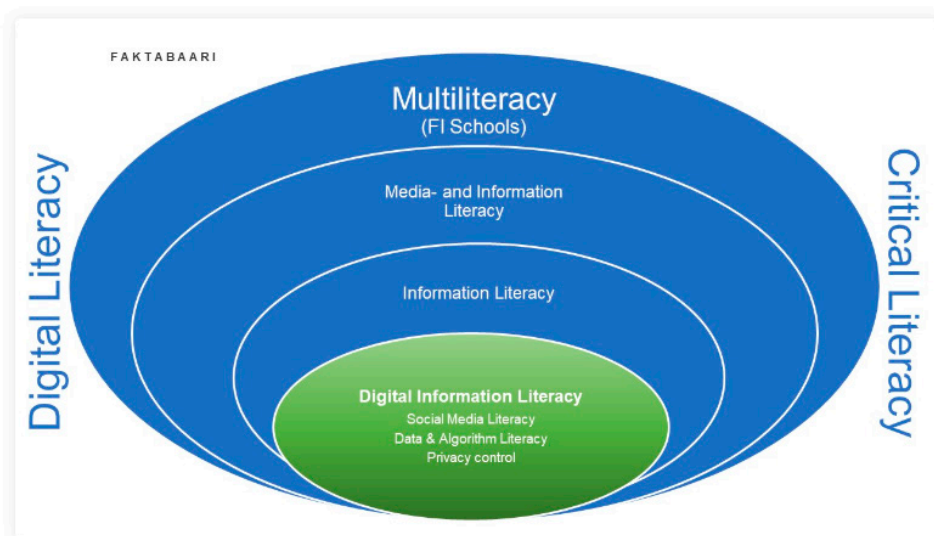 FAKTABAARI
Multiliteracy
(FI Schools)
Digital Literacy
Critical Literacy
Media- and Information
Literacy
Information Literacy
Digital Information Literacy
Social Media Literacy
Data & Algorithm Literacy
Privacy control